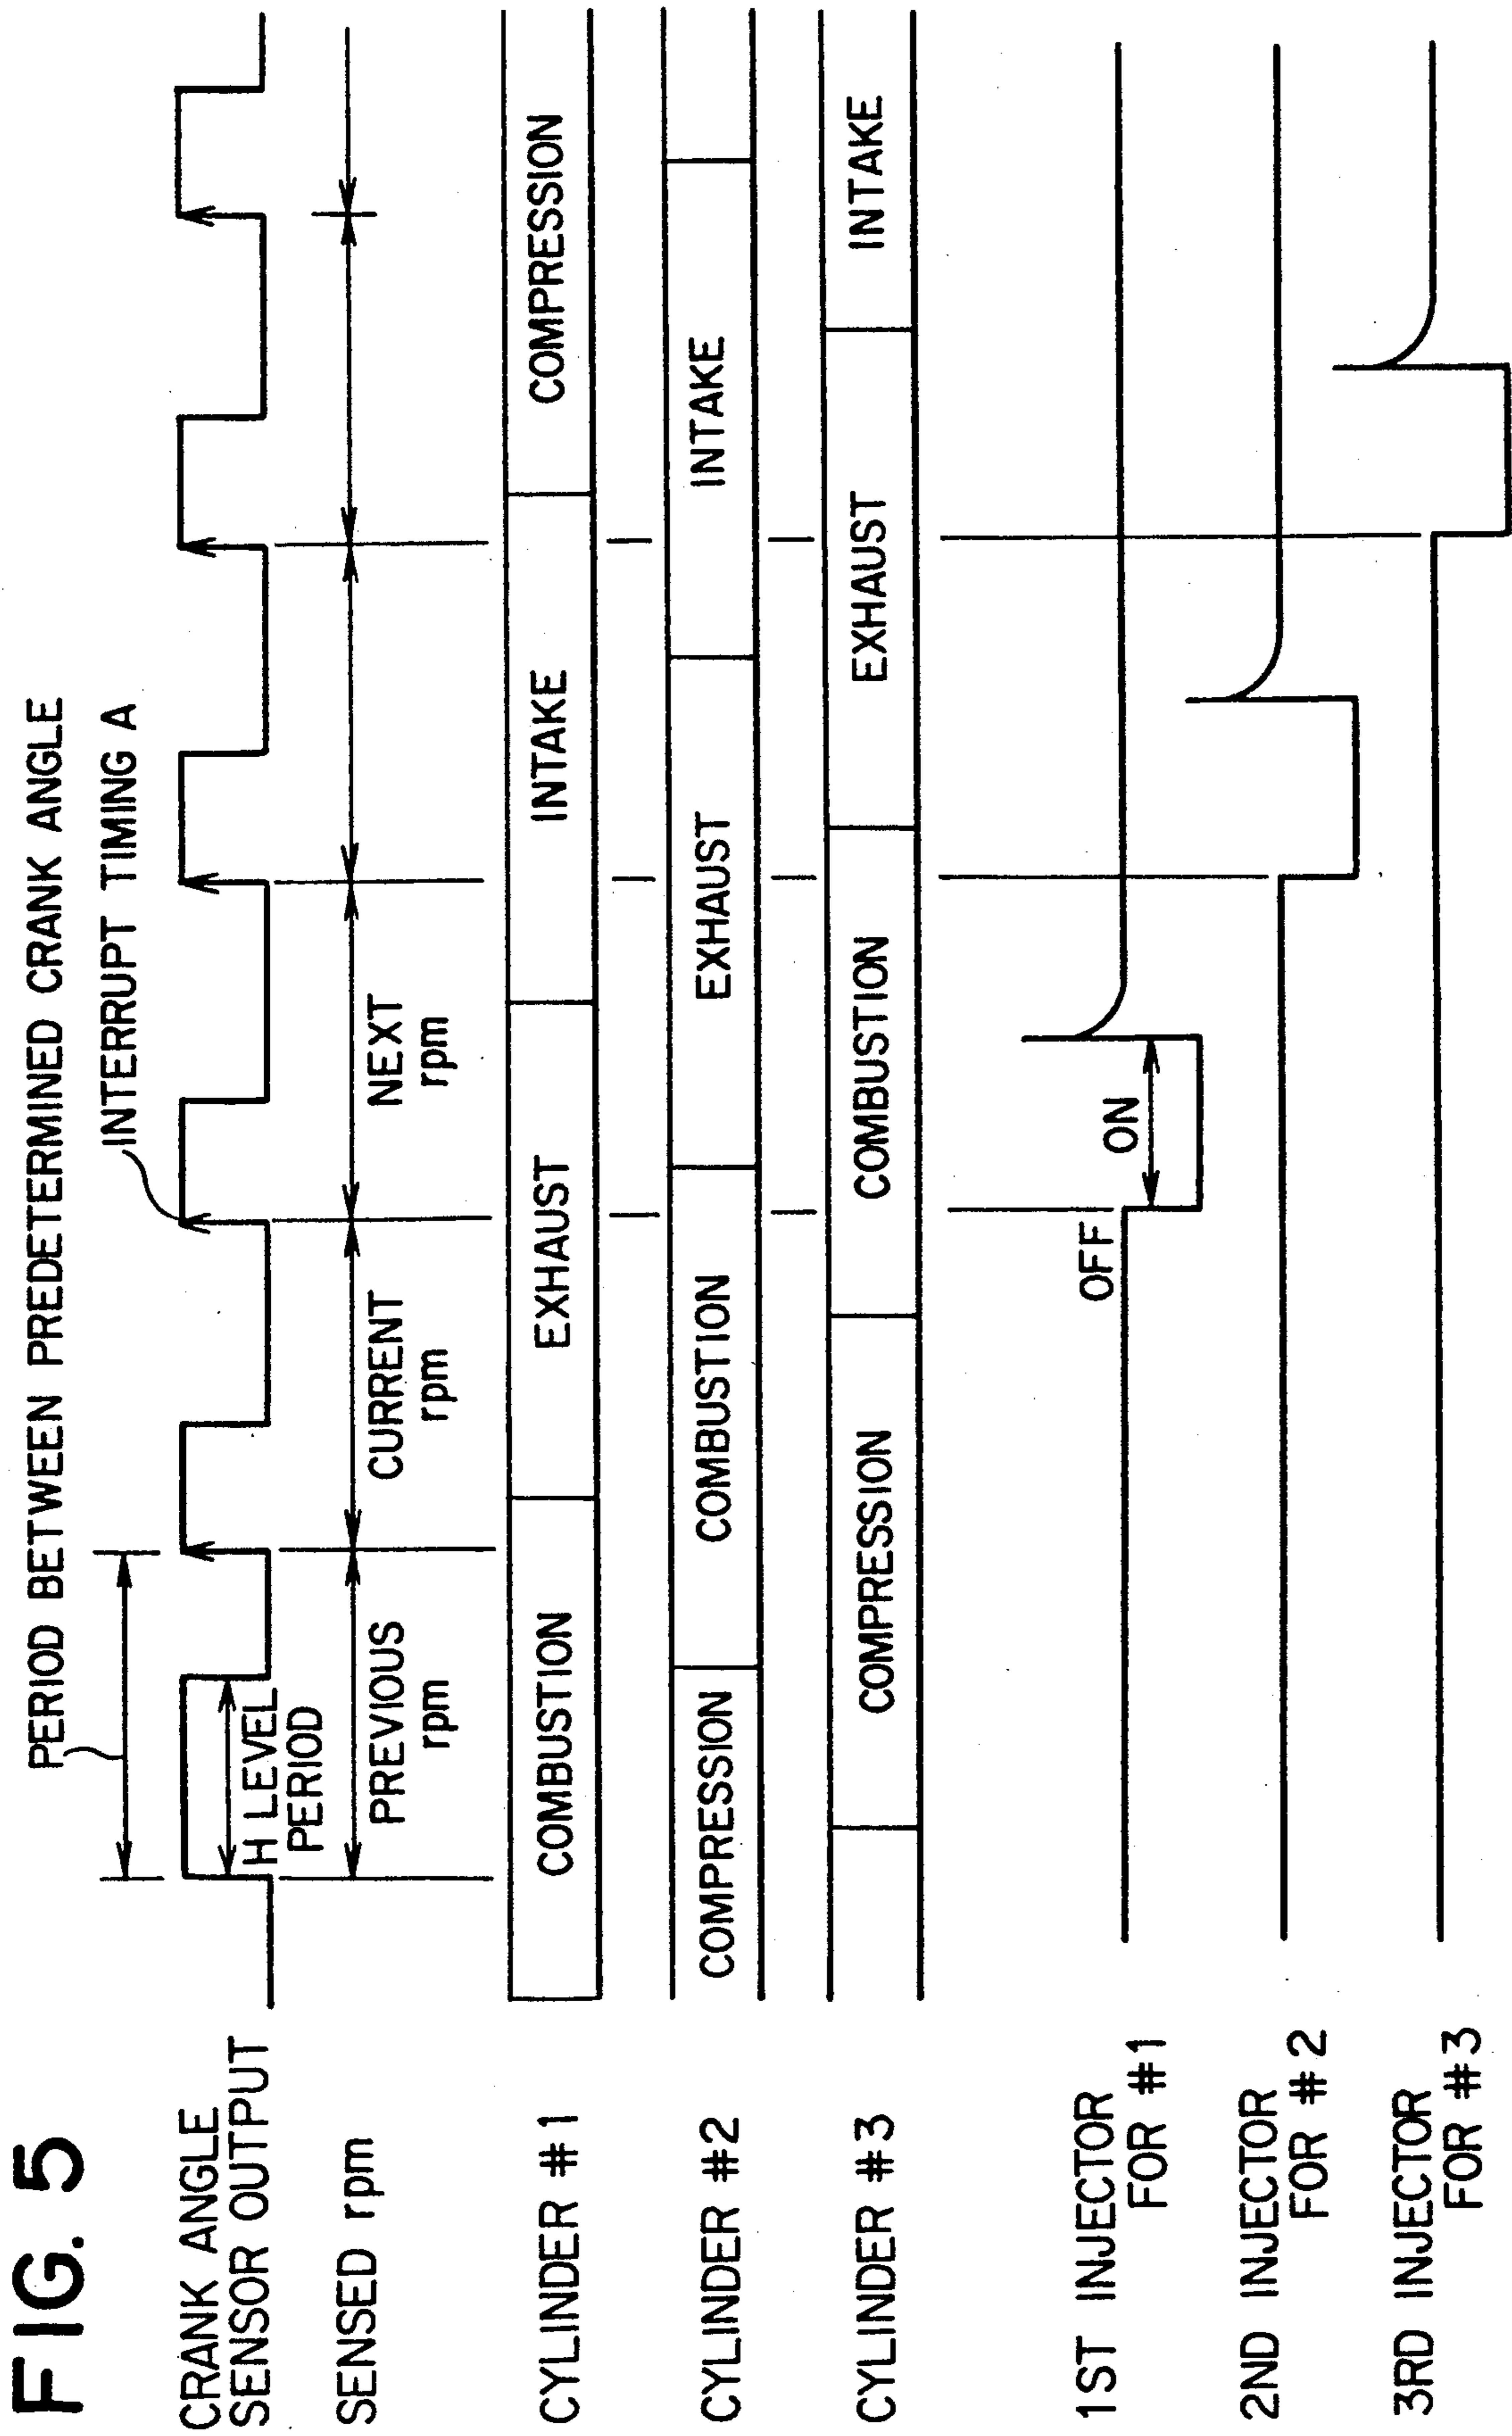 FIG. 5
PERIOD BETWEEN PREDETERMINED CRANK ANGLE
INTERRUPT TIMING A
CRANK ANGLE
SENSOR OUTPUT
H LEVEL
PERIOD
SENSED rpm
PREVIOUS
rpm
CURRENT
rpm
NEXT
rpm
CYLINDER #1
COMBUSTION
EXHAUST
INTAKE
COMPRESSION
CYLINDER #2
COMPRESSION
COMBUSTION
EXHAUST
INTAKE
CYLINDER #3
COMPRESSION
COMBUSTION
EXHAUST
INTAKE
1ST INJECTOR
FOR #1
OFF
ON
2ND INJECTOR
FOR #2
3RD INJECTOR
FOR #3